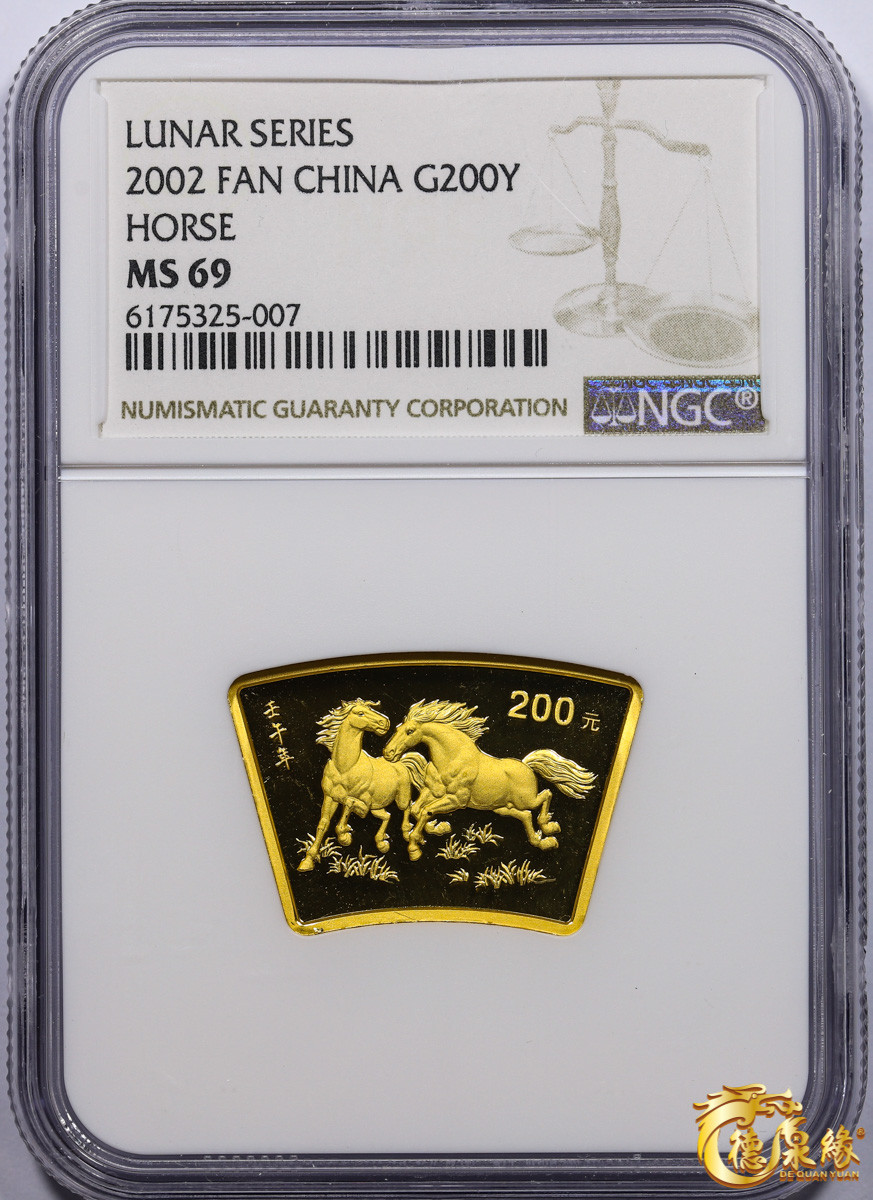 LUNAR SERIES
2002 FAN CHINA G200Y
HORSE
MS 69
6175325-007
NUMISMATIC GUARANTY CORPORATION
NGC®
200元
壬午年
德泉緣®
DE QUAN YUAN